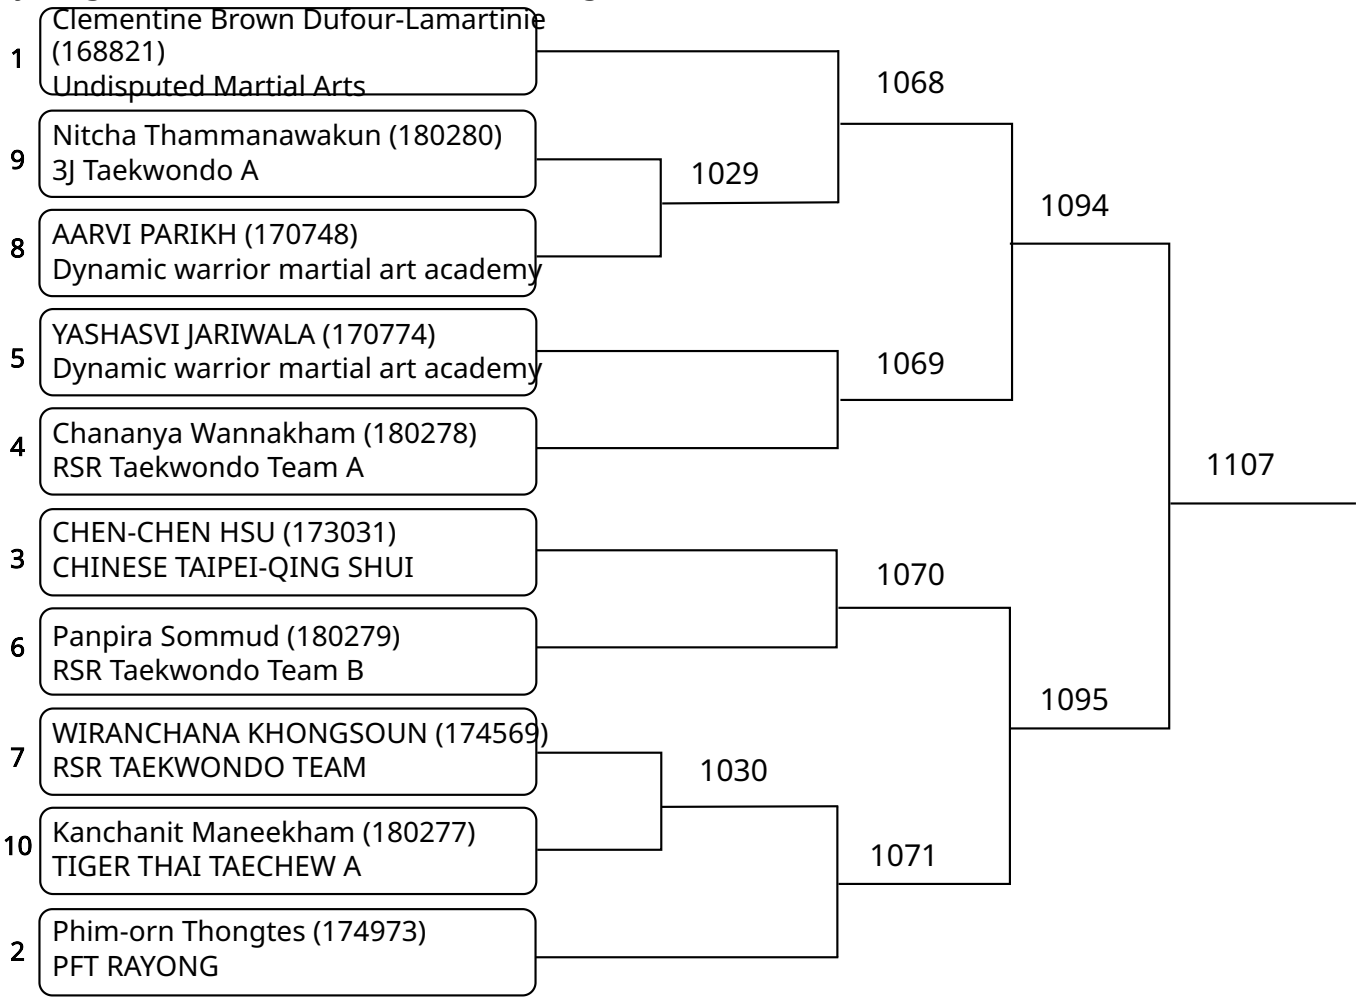 1
Clementine Brown Dufour-Lamartinie
(168821)
Undisputed Martial Arts
9
Nitcha Thammanawakun (180280)
3J Taekwondo A
8
AARVI PARIKH (170748)
Dynamic warrior martial art academy
5
YASHASVI JARIWALA (170774)
Dynamic warrior martial art academy
4
Chananya Wannakham (180278)
RSR Taekwondo Team A
3
CHEN-CHEN HSU (173031)
CHINESE TAIPEI-QING SHUI
6
Panpira Sommud (180279)
RSR Taekwondo Team B
7
WIRANCHANA KHONGSOUN (174569)
RSR TAEKWONDO TEAM
10
Kanchanit Maneekham (180277)
TIGER THAI TAECHEW A
2
Phim-orn Thongtes (174973)
PFT RAYONG
1029
1030
1068
1069
1070
1071
1094
1095
1107